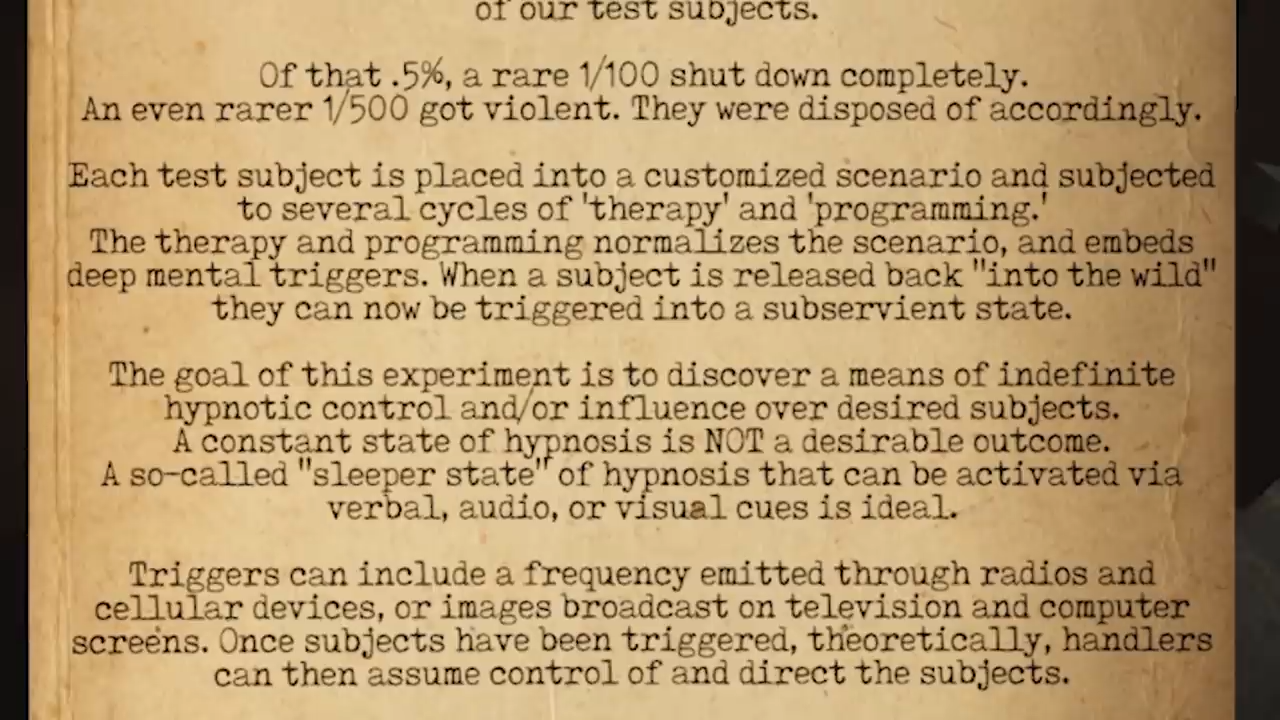 of our test subjects.
Of that .5%, a rare 1/100 shut down completely.
An even rarer 1/500 got violent. They were disposed of accordingly.
Each test subject is placed into a customized scenario and subjected
to several cycles of 'therapy' and 'programming.'
The therapy and programming normalizes the scenario, and embeds
deep mental triggers. When a subject is released back "into the wild"
they can now be triggered into a subservient state.
The goal of this experiment is to discover a means of indefinite
hypnotic control and/or influence over desired subjects.
A constant state of hypnosis is NOT a desirable outcome.
A so-called "sleeper state" of hypnosis that can be activated via
verbal, audio, or visual cues is ideal.
Triggers can include a frequency emitted through radios and
cellular devices, or images broadcast on television and computer
screens. Once subjects have been triggered, theoretically, handlers
can then assume control of and direct the subjects.